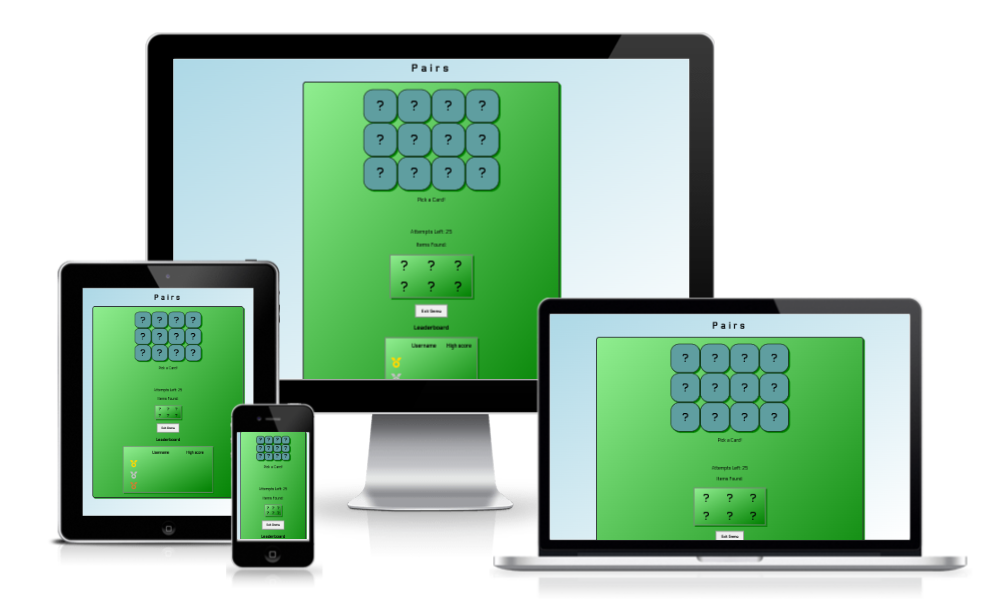 Pairs
? ? ? ?
? ? ? ?
? ? ? ?
Pick a Card!
Attempts Left: 25
Items Found:
? ? ?
? ? ?
Exit Game
Leaderboard
Username High score
Pairs
? ? ? ?
? ? ? ?
? ? ? ?
Pick a Card!
Attempts Left: 25
Items Found:
? ? ?
? ? ?
Exit Game
Leaderboard
Username High score
? ? ? ?
? ? ? ?
? ? ? ?
Pick a Card!
Attempts Left: 25
Items Found:
? ? ?
? ? ?
Exit Game
Leaderboard
Pairs
? ? ? ?
? ? ? ?
? ? ? ?
Pick a Card!
Attempts Left: 25
Items Found:
? ? ?
? ? ?
Exit Game